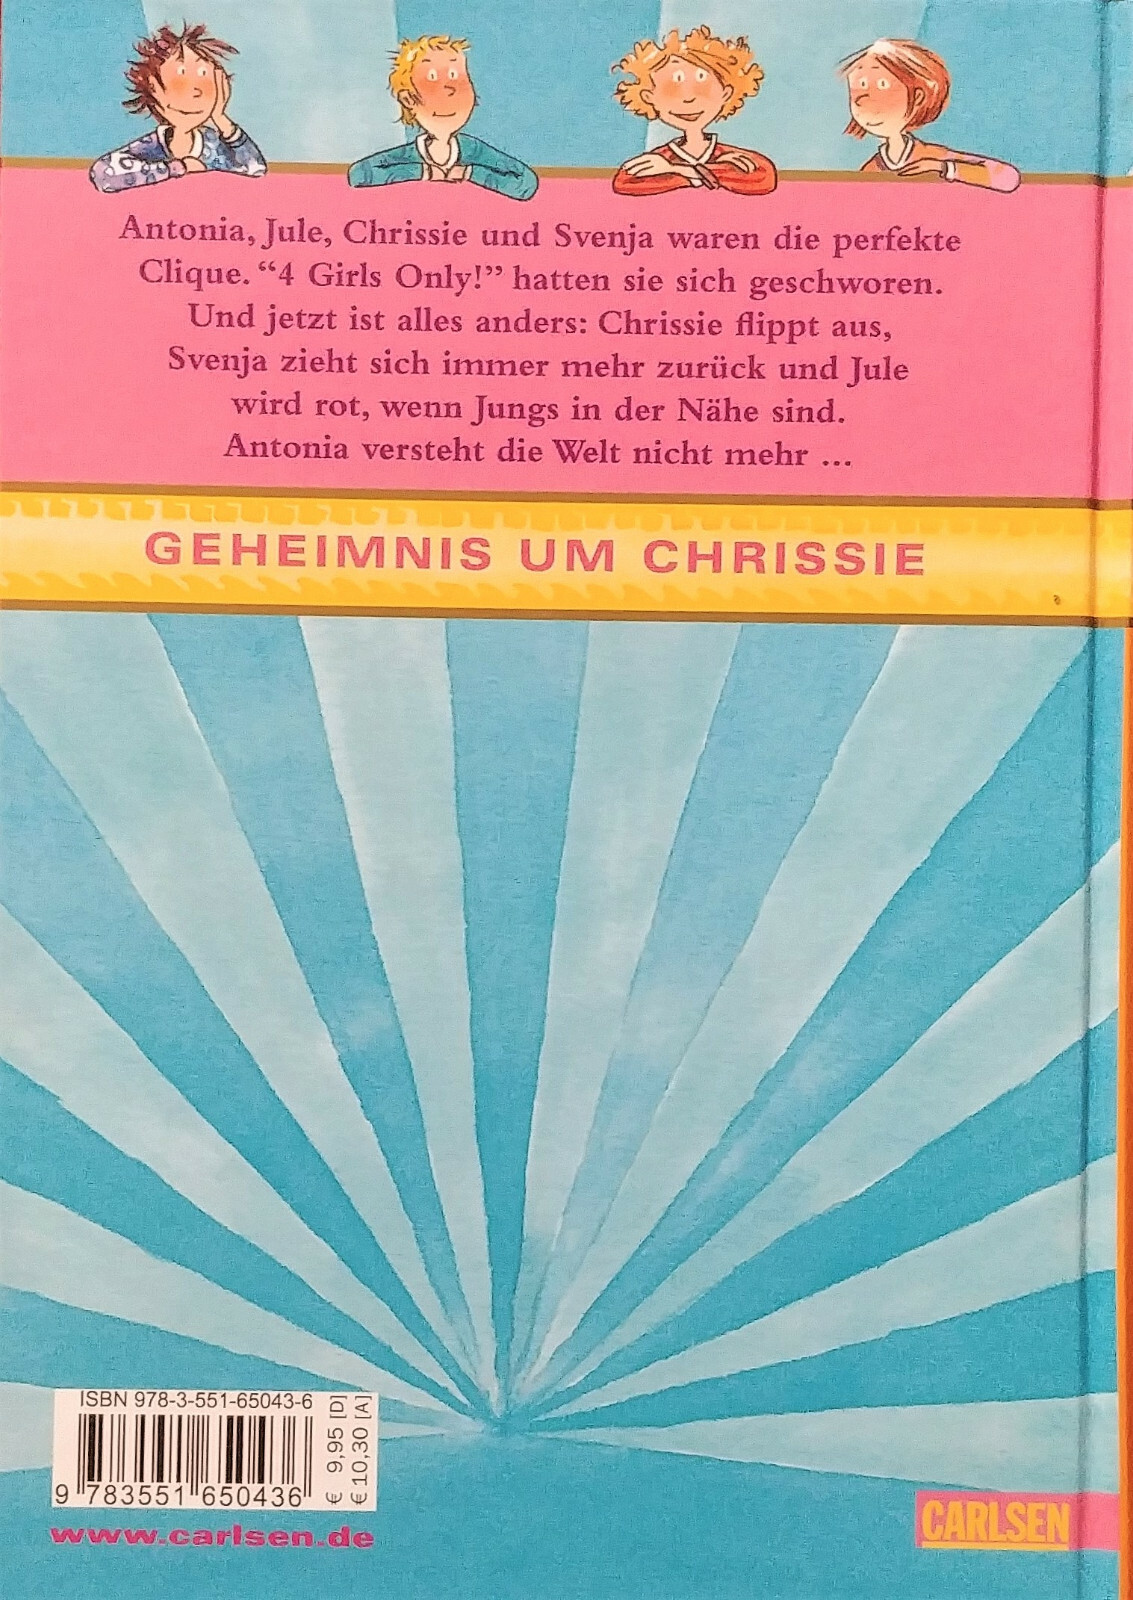 Antonia, Jule, Chrissie und Svenja waren die perfekte
Clique. “4 Girls Only!” hatten sie sich geschworen.
Und jetzt ist alles anders: Chrissie flippt aus,
Svenja zieht sich immer mehr zurück und Jule
wird rot, wenn Jungs in der Nähe sind.
Antonia versteht die Welt nicht mehr ...
GEHEIMNIS UM CHRISSIE
ISBN 978-3-551-65043-6
9 783551 650436
€ 9,95 [D]
€ 10,30 [A]
www.carlsen.de
CARLSEN